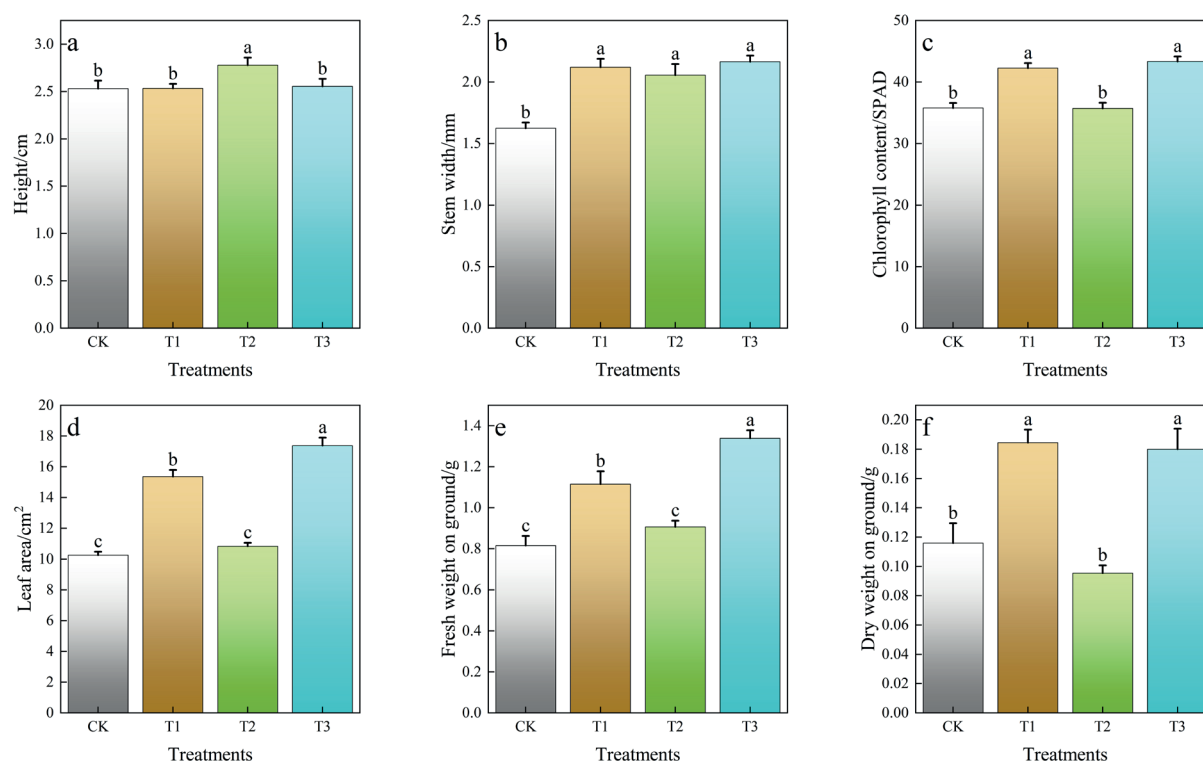 a
Height/cm
3.0
2.5
2.0
1.5
1.0
0.5
0.0
b
b
a
b
CK
T1
T2
T3
Treatments
b
Stem width/mm
2.5
2.0
1.5
1.0
0.5
0.0
b
a
a
a
CK
T1
T2
T3
Treatments
c
Chlorophyll content/SPAD
50
40
30
20
10
0
b
a
b
a
CK
T1
T2
T3
Treatments
d
Leaf area/cm²
20
18
16
14
12
10
8
6
4
2
0
c
b
c
a
CK
T1
T2
T3
Treatments
e
Fresh weight on ground/g
1.4
1.2
1.0
0.8
0.6
0.4
0.2
0.0
c
b
c
a
CK
T1
T2
T3
Treatments
f
Dry weight on ground/g
0.20
0.18
0.16
0.14
0.12
0.10
0.08
0.06
0.04
0.02
0.00
b
a
b
a
CK
T1
T2
T3
Treatments